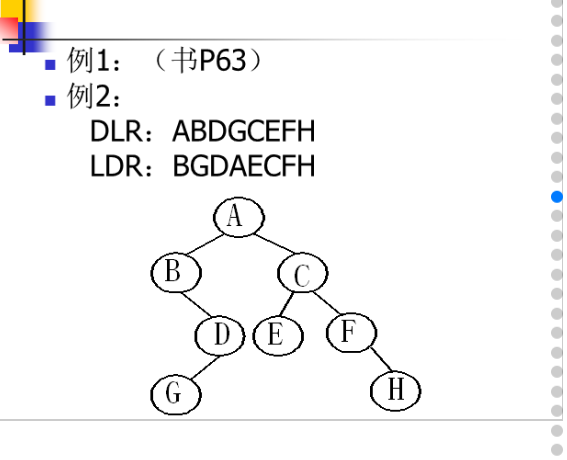 例1：（书P63）
例2：
DLR：ABDGCEFH
LDR：BGDAECFH
A
B
C
D
E
F
G
H